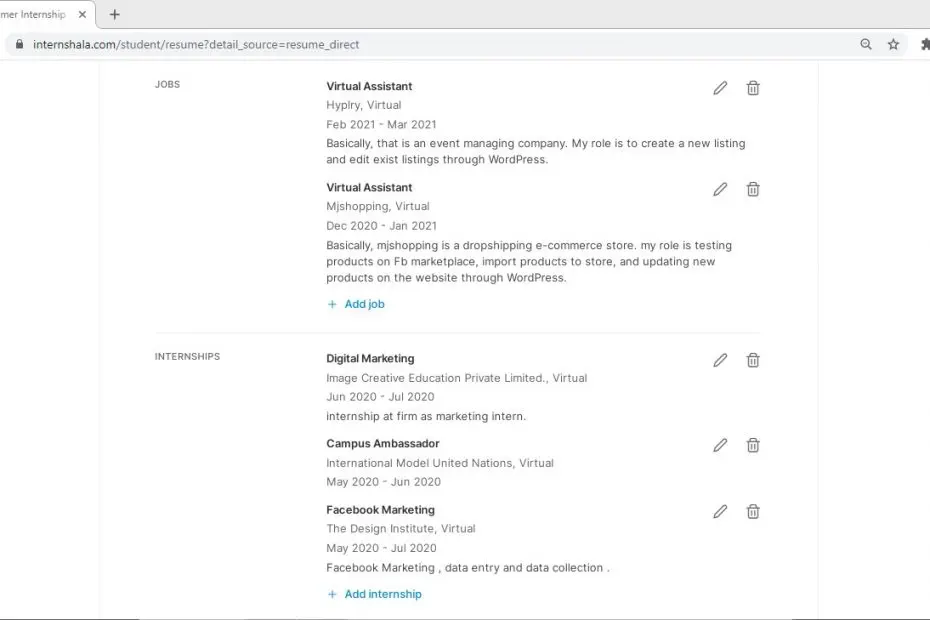 mer Internship
internshala.com/student/resume?detail_source=resume_direct
JOBS
Virtual Assistant
Hyplry, Virtual
Feb 2021 - Mar 2021
Basically, that is an event managing company. My role is to create a new listing
and edit exist listings through WordPress.
Virtual Assistant
Mjshopping, Virtual
Dec 2020 - Jan 2021
Basically, mjshopping is a dropshipping e-commerce store. my role is testing
products on Fb marketplace, import products to store, and updating new
products on the website through WordPress.
+ Add job
INTERNSHIPS
Digital Marketing
Image Creative Education Private Limited., Virtual
Jun 2020 - Jul 2020
internship at firm as marketing intern.
Campus Ambassador
International Model United Nations, Virtual
May 2020 - Jun 2020
Facebook Marketing
The Design Institute, Virtual
May 2020 - Jul 2020
Facebook Marketing , data entry and data collection .
+ Add internship